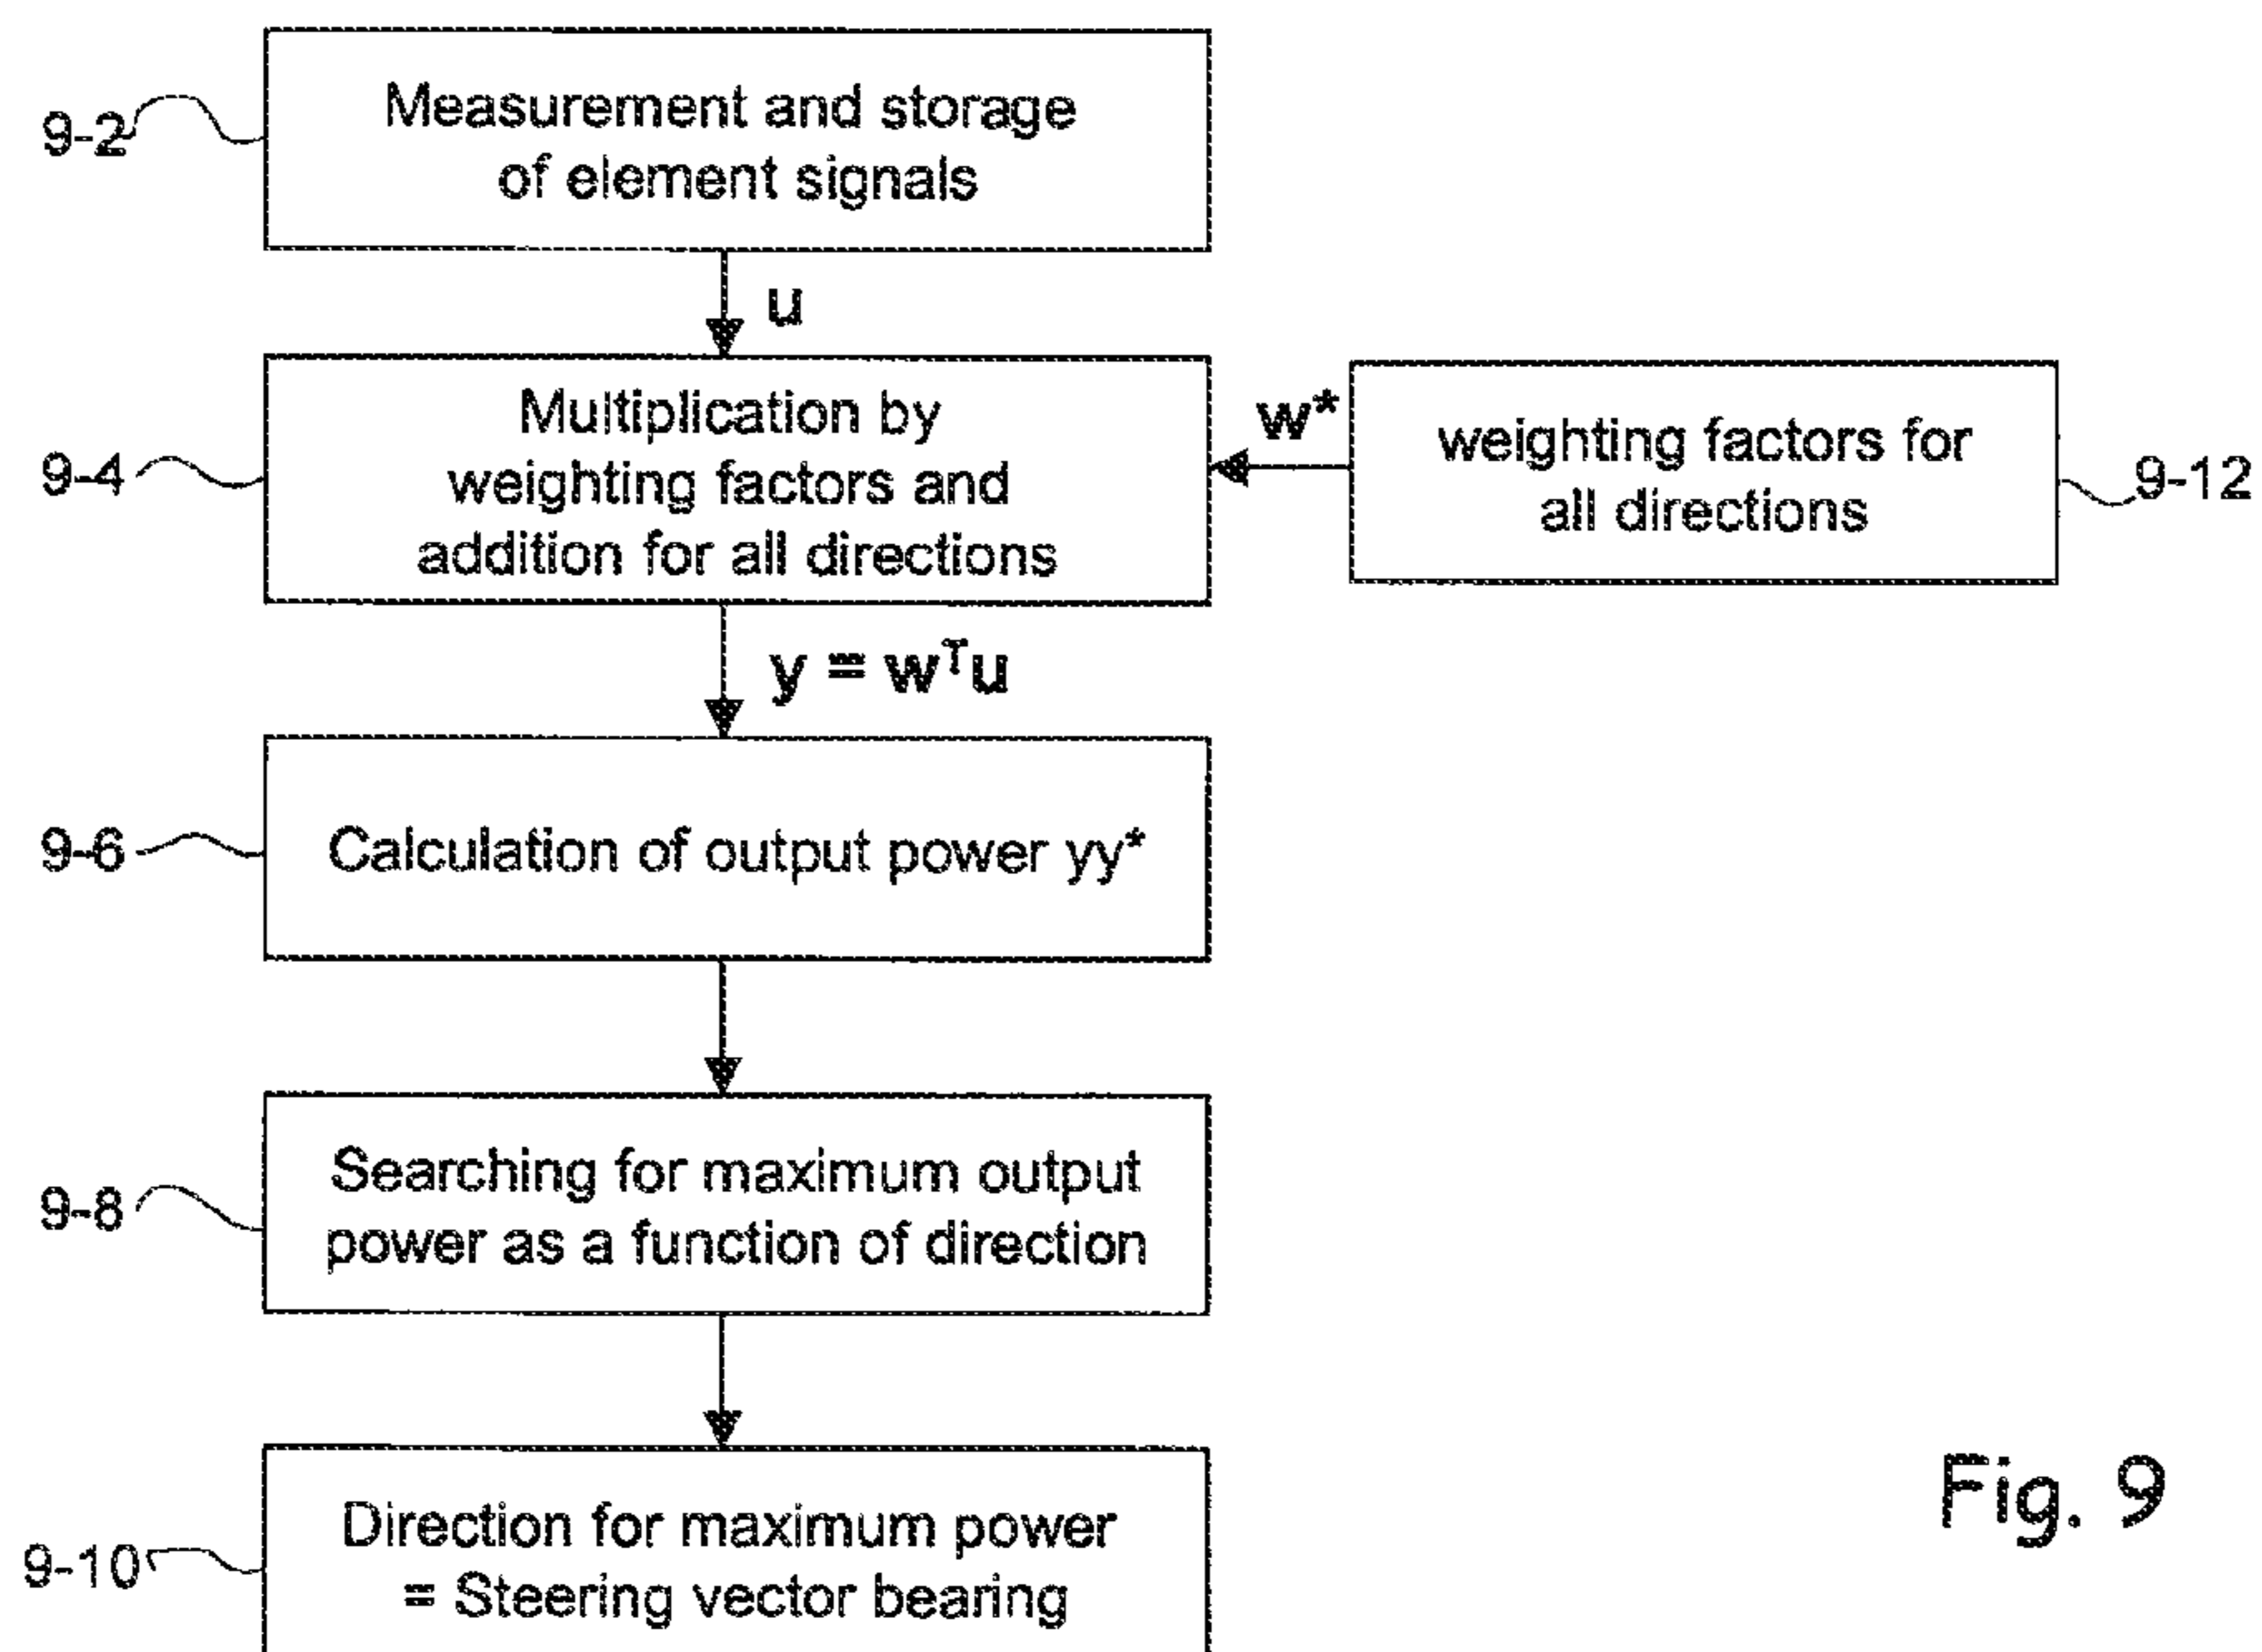 9-2
Measurement and storage
of element signals
u
9-4
Multiplication by
weighting factors and
addition for all directions
w*
weighting factors for
all directions
9-12
y = wᵀu
9-6
Calculation of output power yy*
9-8
Searching for maximum output
power as a function of direction
9-10
Direction for maximum power
= Steering vector bearing
Fig. 9